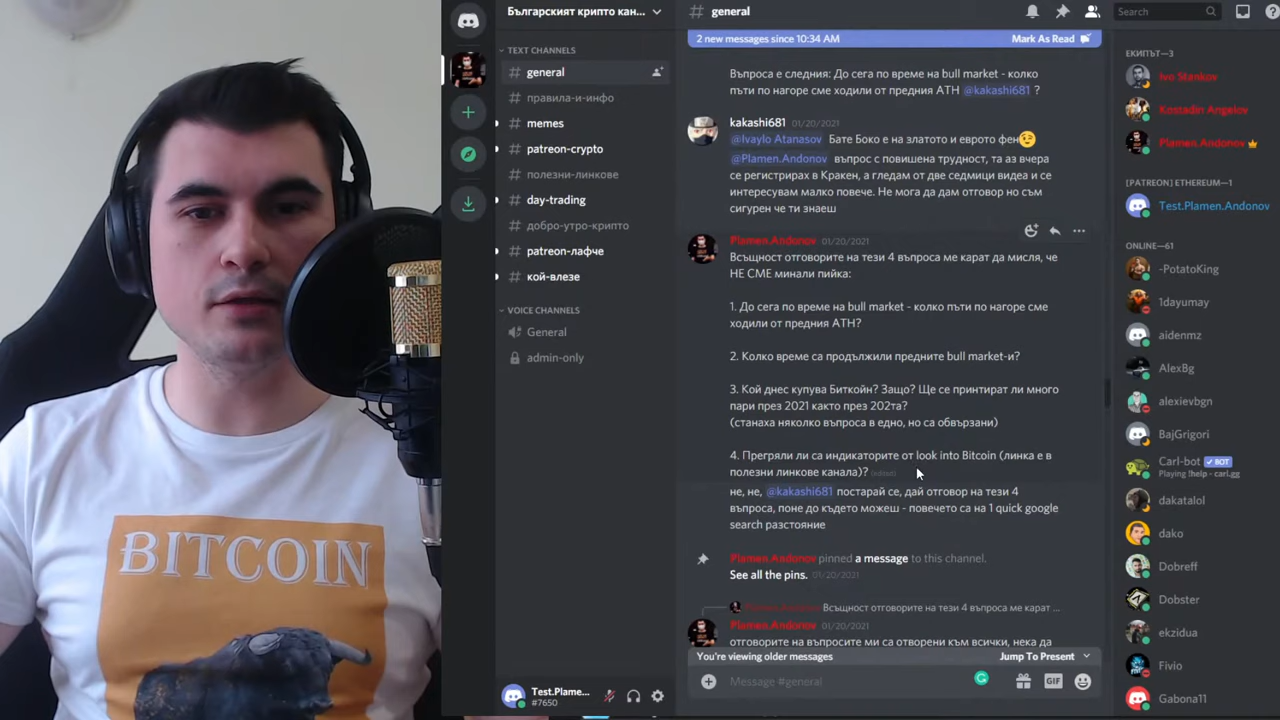 Българският крипто кан...
general
Search
2 new messages since 10:34 AM
Mark As Read
TEXT CHANNELS
general
правила-и-инфо
memes
patreon-crypto
полезни-линкове
day-trading
добро-утро-крипто
patreon-лафче
кой-влезе
VOICE CHANNELS
General
admin-only
Test.Plame...
#7650
Въпроса е следния: До сега по време на bull market - колко
пъти по нагоре сме ходили от предния ATH @kakashi681 ?
kakashi681 01/20/2021
@Ivaylo Atanasov Бате Боко е на златото и еврото фен
@Plamen.Andonov въпрос с повишена трудност, та аз вчера
се регистрирах в Кракен, а гледам от две седмици видеа и се
интересувам малко повече. Не мога да дам отговор но съм
сигурен че ти знаеш
Plamen.Andonov 01/20/2021
Всъщност отговорите на тези 4 въпроса ме карат да мисля, че
НЕ СМЕ минали пийка:
1. До сега по време на bull market - колко пъти по нагоре сме
ходили от предния ATH?
2. Колко време са продължили предните bull market-и?
3. Кой днес купува Биткойн? Защо? Ще се принтират ли много
пари през 2021 както през 202та?
(станаха няколко въпроса в едно, но са обвързани)
4. Прегряли ли са индикаторите от look into Bitcoin (линка е в
полезни линкове канала)? (edited)
не, не, @kakashi681 постарай се, дай отговор на тези 4
въпроса, поне до където можеш - повечето са на 1 quick google
search разстояние
Plamen.Andonov pinned a message to this channel.
See all the pins. 01/20/2021
Plamen.Andonov Всъщност отговорите на тези 4 въпроса ме карат ...
Plamen.Andonov 01/20/2021
отговорите на въпросите ми са отворени към всички, нека да
You're viewing older messages
Jump To Present
Message #general
GIF
ЕКИПЪТ—3
Ivo Stankov
Kostadin Angelov
Plamen.Andonov
[PATREON] ETHEREUM—1
Test.Plamen.Andonov
ONLINE—61
-PotatoKing
1dayumay
aidenmz
AlexBg
alexievbgn
BajGrigori
Carl-bot BOT
Playing !help - carl.gg
dakatalol
dako
Dobreff
Dobster
ekzidua
Fivio
Gabona11
BITCOIN